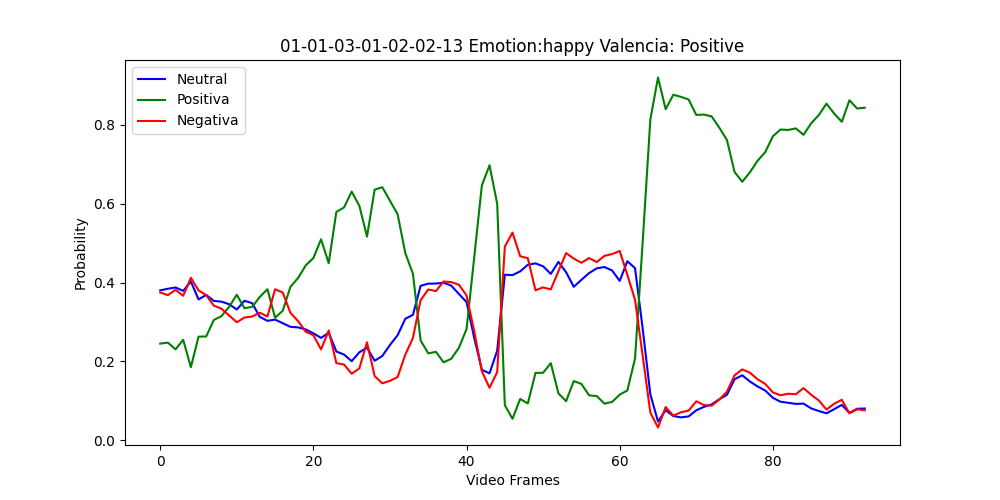 01-01-03-01-02-02-13 Emotion:happy Valencia: Positive
Neutral
Positiva
Negativa
Probability
0.8
0.6
0.4
0.2
0.0
0 20 40 60 80
Video Frames